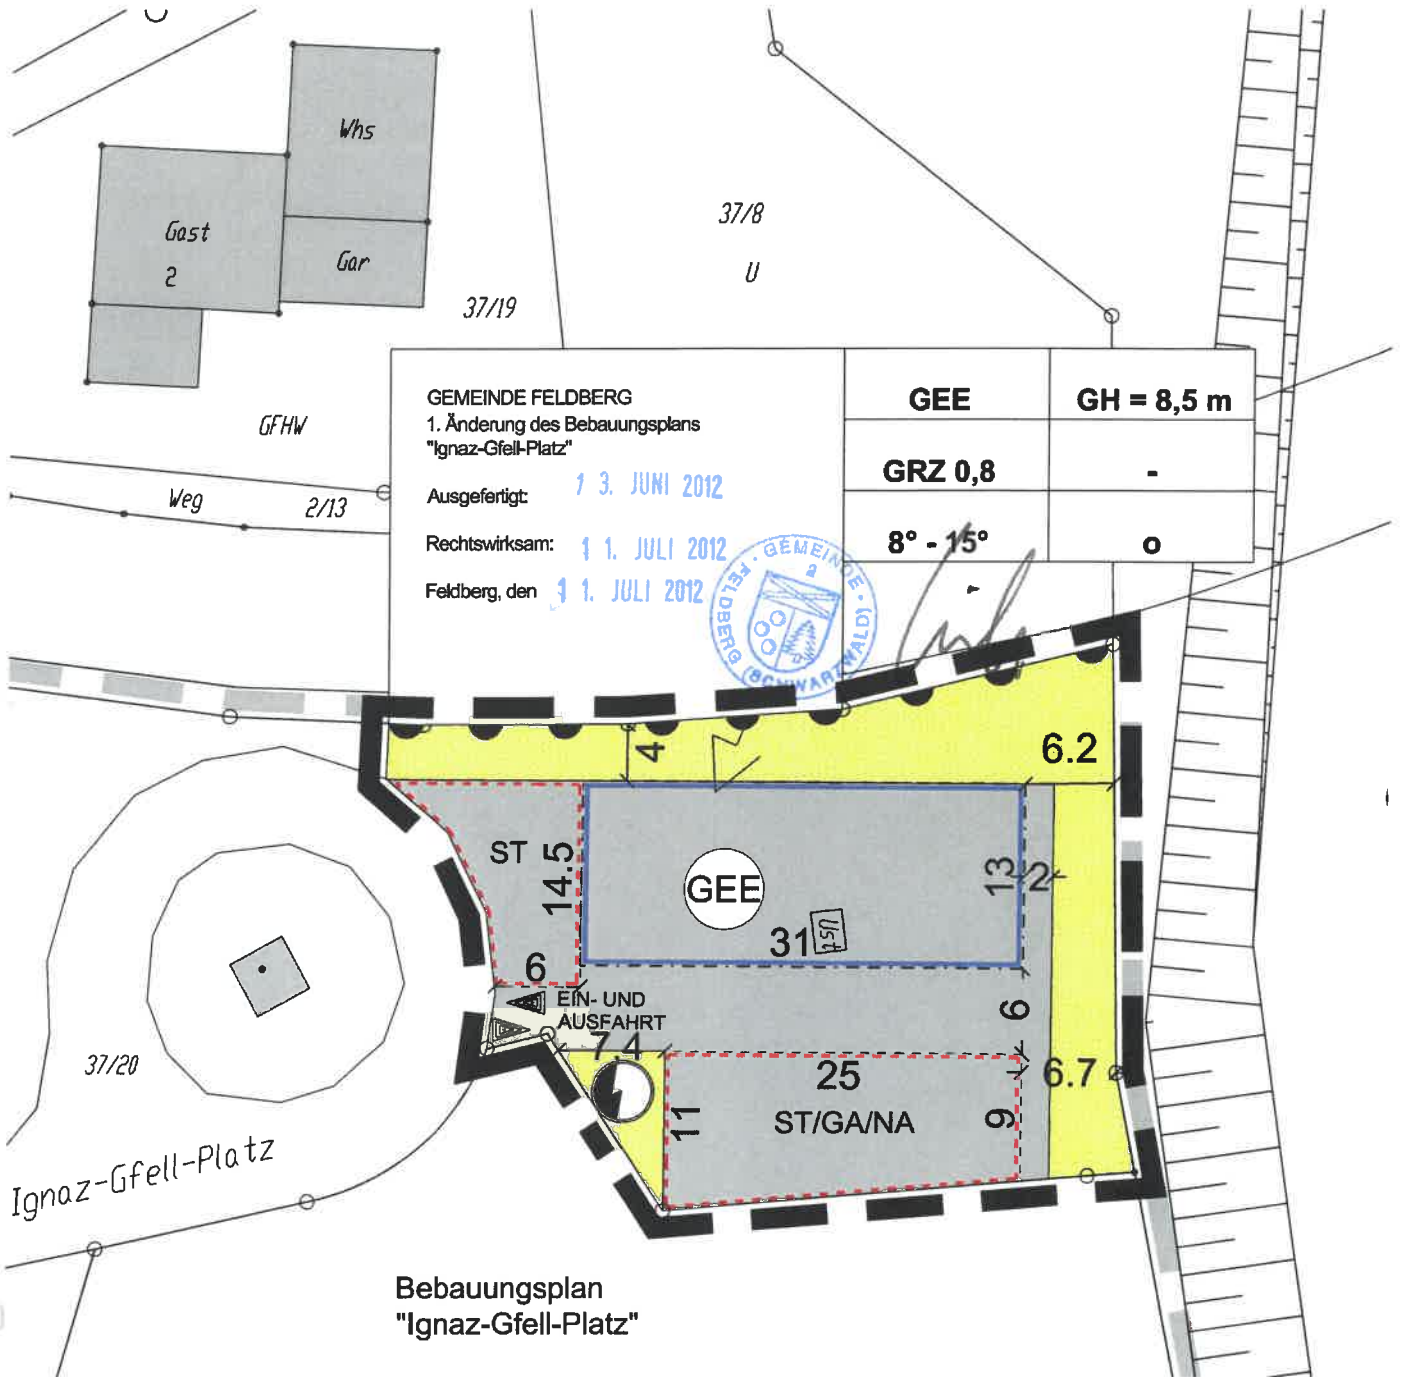 Whs
Gast
2
Gar
37/8
U
37/19
GFHW
Weg
2/13
GEMEINDE FELDBERG
1. Änderung des Bebauungsplans
"Ignaz-Gfell-Platz"
Ausgefertigt: 13. JUNI 2012
Rechtswirksam: 11. JULI 2012
Feldberg, den 11. JULI 2012
GEE
GH = 8,5 m
GRZ 0,8
-
8° - 15°
o
GEMEINDE · FELDBERG (SCHWARZWALD)
a
4
6.2
ST
14.5
GEE
13
2
31
Ust
6
EIN- UND
AUSFAHRT
7,4
6
25
6.7
ST/GA/NA
11
9
37/20
Ignaz-Gfell-Platz
Bebauungsplan
"Ignaz-Gfell-Platz"